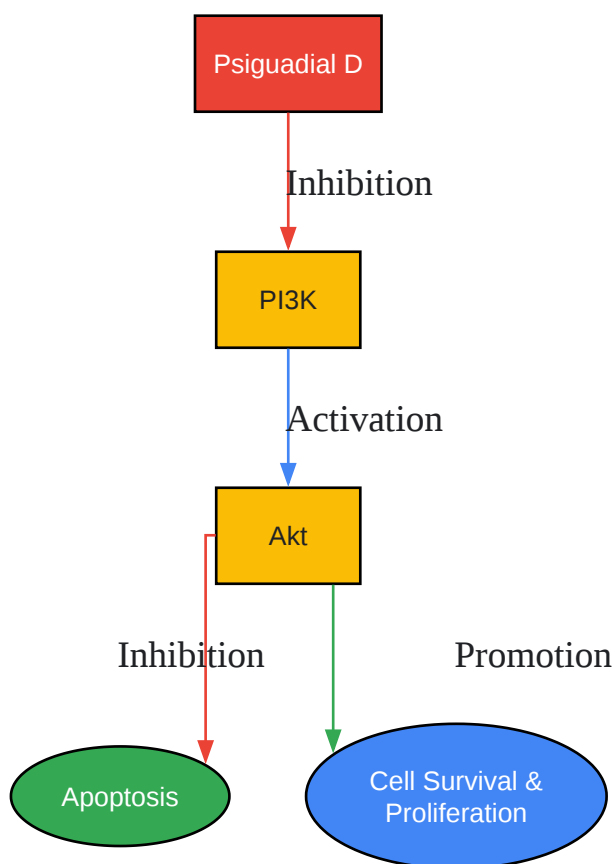 Psiguadial D
Inhibition
PI3K
Activation
Akt
Inhibition
Promotion
Apoptosis
Cell Survival &
Proliferation